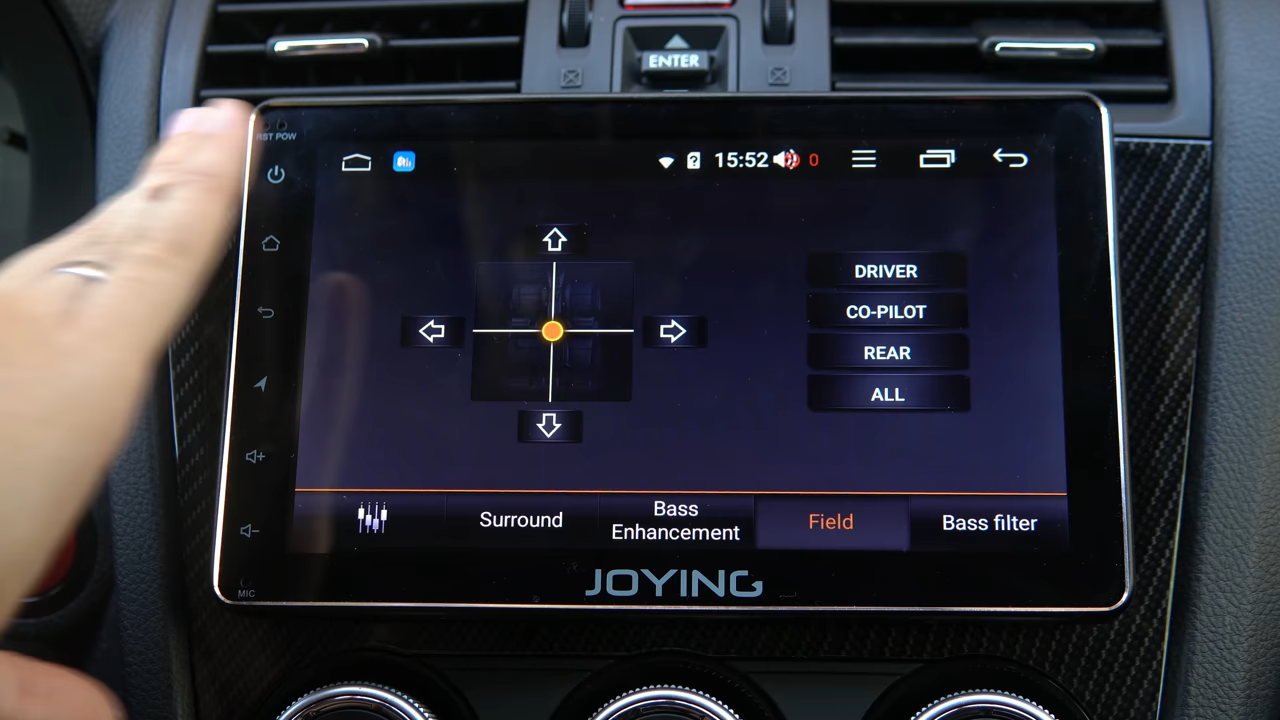 ENTER
RST POW
15:52
0
DRIVER
CO-PILOT
REAR
ALL
Surround
Bass
Enhancement
Field
Bass filter
JOYING
MIC